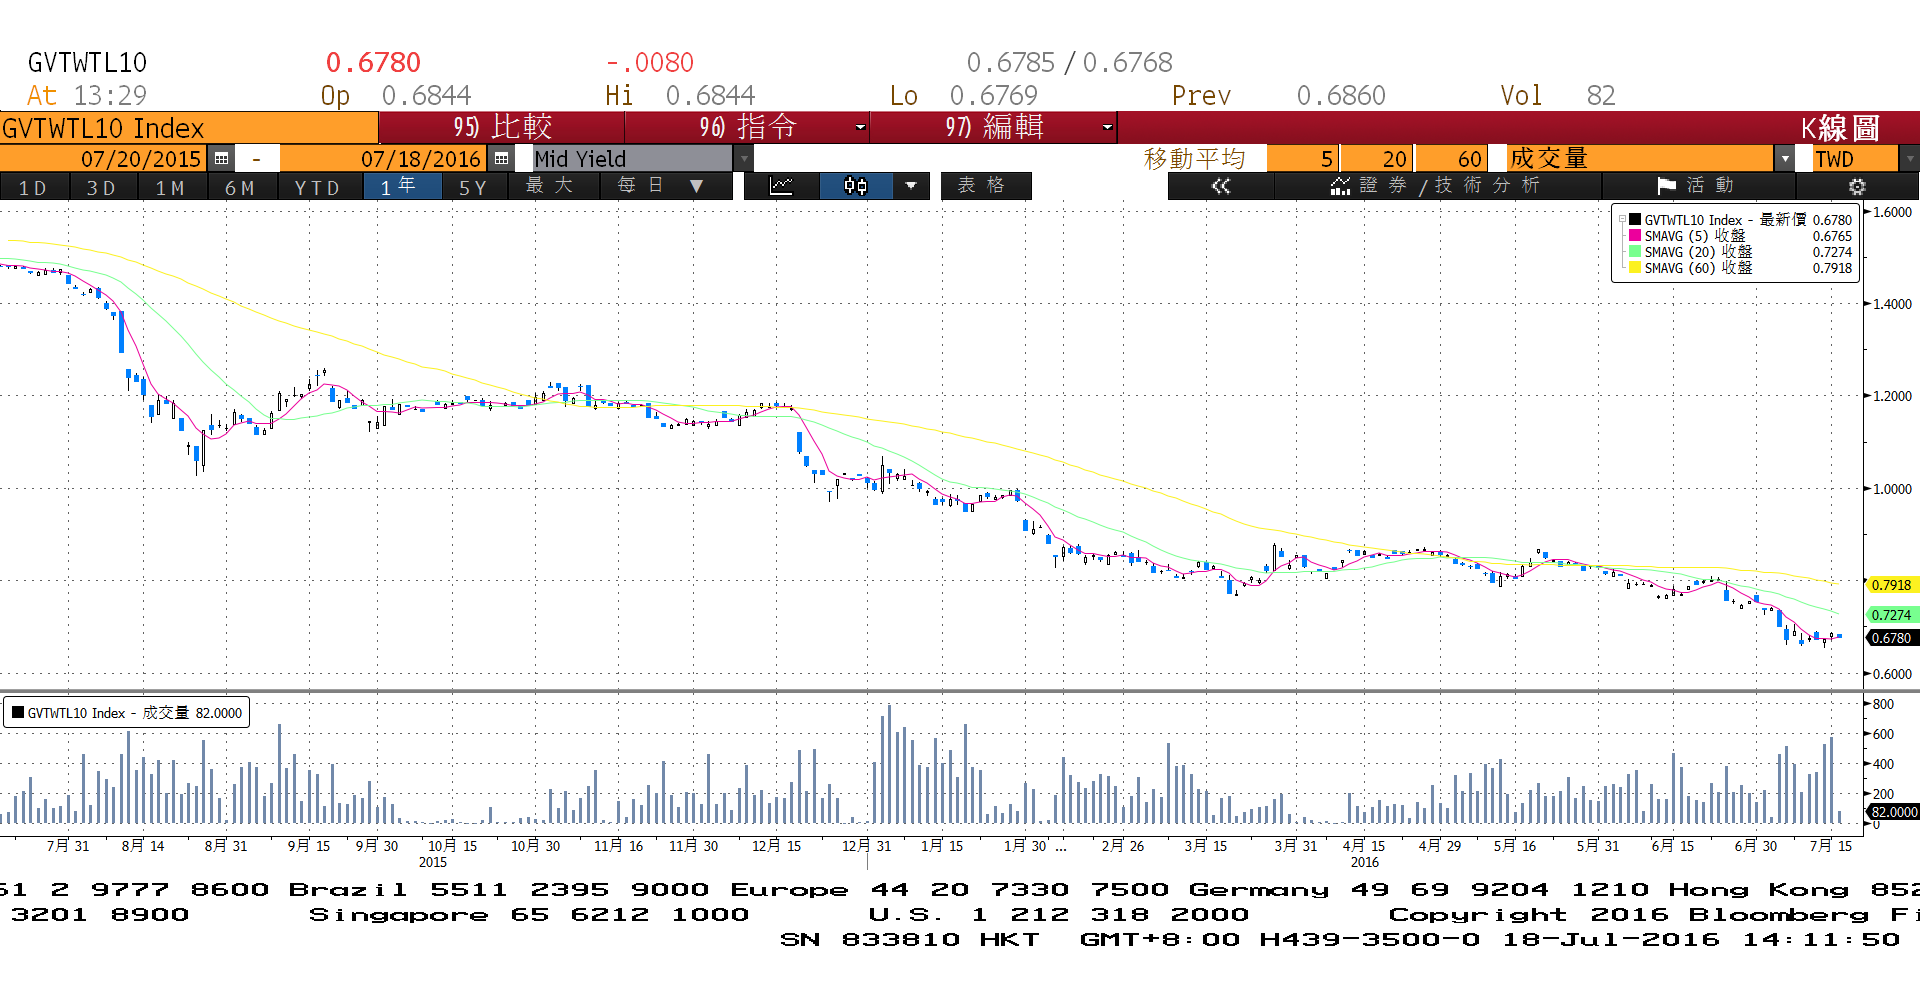 GVTWTL10 0.6780 -.0080 0.6785 / 0.6768
At 13:29 Op 0.6844 Hi 0.6844 Lo 0.6769 Prev 0.6860 Vol 82
GVTWTL10 Index 95) 比較 96) 指令 97) 編輯 K線圖
07/20/2015 - 07/18/2016 Mid Yield 移動平均 5 20 60 成交量 TWD
1D 3D 1M 6M YTD 1年 5Y 最大 每日 ▼ 表格 « 證券/技術分析 活動
1.6000
GVTWTL10 Index - 最新價 0.6780
SMAVG (5) 收盤 0.6765
SMAVG (20) 收盤 0.7274
SMAVG (60) 收盤 0.7918
1.4000
1.2000
1.0000
0.7918
0.7274
0.6780
0.6000
GVTWTL10 Index - 成交量 82.0000
800
600
400
200
82.0000
0
7月 31 8月 14 8月 31 9月 15 9月 30 10月 15 10月 30 11月 16 11月 30 12月 15 12月 31 1月 15 1月 30 ... 2月 26 3月 15 3月 31 4月 15 4月 29 5月 16 5月 31 6月 15 6月 30 7月 15
2015 2016
61 2 9777 8600 Brazil 5511 2395 9000 Europe 44 20 7330 7500 Germany 49 69 9204 1210 Hong Kong 852
3201 8900 Singapore 65 6212 1000 U.S. 1 212 318 2000 Copyright 2016 Bloomberg Fi
SN 833810 HKT GMT+8:00 H439-3500-0 18-Jul-2016 14:11:50